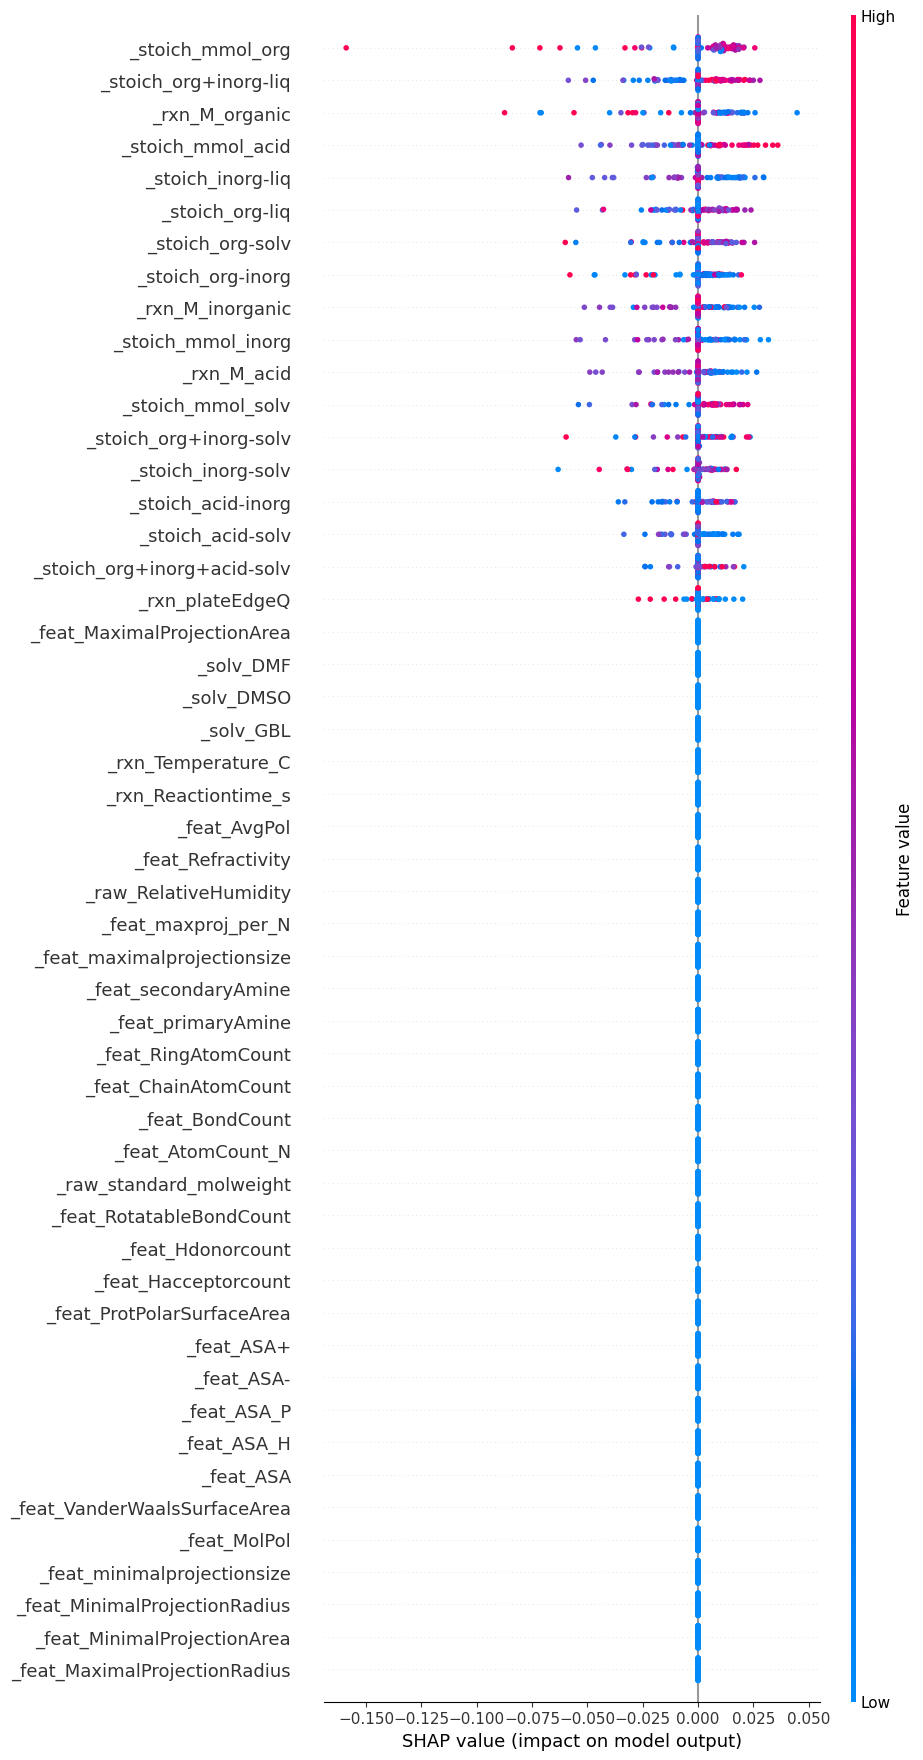 High
_stoich_mmol_org
_stoich_org+inorg-liq
_rxn_M_organic
_stoich_mmol_acid
_stoich_inorg-liq
_stoich_org-liq
_stoich_org-solv
_stoich_org-inorg
_rxn_M_inorganic
_stoich_mmol_inorg
_rxn_M_acid
_stoich_mmol_solv
_stoich_org+inorg-solv
_stoich_inorg-solv
_stoich_acid-inorg
_stoich_acid-solv
_stoich_org+inorg+acid-solv
_rxn_plateEdgeQ
_feat_MaximalProjectionArea
_solv_DMF
_solv_DMSO
_solv_GBL
_rxn_Temperature_C
_rxn_Reactiontime_s
_feat_AvgPol
_feat_Refractivity
_raw_RelativeHumidity
_feat_maxproj_per_N
_feat_maximalprojectionsize
_feat_secondaryAmine
_feat_primaryAmine
_feat_RingAtomCount
_feat_ChainAtomCount
_feat_BondCount
_feat_AtomCount_N
_raw_standard_molweight
_feat_RotatableBondCount
_feat_Hdonorcount
_feat_Hacceptorcount
_feat_ProtPolarSurfaceArea
_feat_ASA+
_feat_ASA-
_feat_ASA_P
_feat_ASA_H
_feat_ASA
_feat_VanderWaalsSurfaceArea
_feat_MolPol
_feat_minimalprojectionsize
_feat_MinimalProjectionRadius
_feat_MinimalProjectionArea
_feat_MaximalProjectionRadius
Feature value
Low
−0.150 −0.125 −0.100 −0.075 −0.050 −0.025 0.000 0.025 0.050
SHAP value (impact on model output)